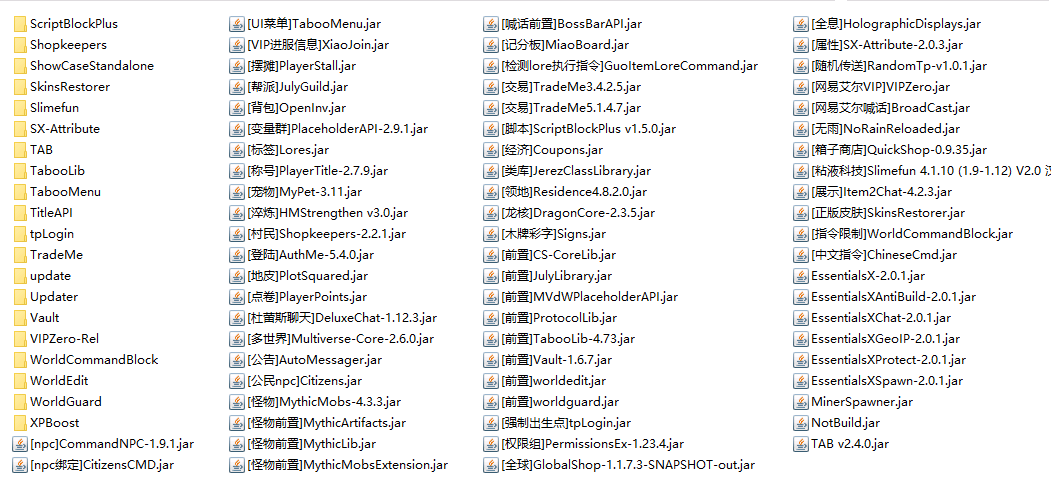 ScriptBlockPlus
Shopkeepers
ShowCaseStandalone
SkinsRestorer
Slimefun
SX-Attribute
TAB
TabooLib
TabooMenu
TitleAPI
tpLogin
TradeMe
update
Updater
Vault
VIPZero-Rel
WorldCommandBlock
WorldEdit
WorldGuard
XPBoost
[npc]CommandNPC-1.9.1.jar
[npc绑定]CitizensCMD.jar
[UI菜单]TabooMenu.jar
[VIP进服信息]XiaoJoin.jar
[摆摊]PlayerStall.jar
[帮派]JulyGuild.jar
[背包]OpenInv.jar
[变量群]PlaceholderAPI-2.9.1.jar
[标签]Lores.jar
[称号]PlayerTitle-2.7.9.jar
[宠物]MyPet-3.11.jar
[淬炼]HMStrengthen v3.0.jar
[村民]Shopkeepers-2.2.1.jar
[登陆]AuthMe-5.4.0.jar
[地皮]PlotSquared.jar
[点卷]PlayerPoints.jar
[杜蕾斯聊天]DeluxeChat-1.12.3.jar
[多世界]Multiverse-Core-2.6.0.jar
[公告]AutoMessager.jar
[公民npc]Citizens.jar
[怪物]MythicMobs-4.3.3.jar
[怪物前置]MythicArtifacts.jar
[怪物前置]MythicLib.jar
[怪物前置]MythicMobsExtension.jar
[喊话前置]BossBarAPI.jar
[记分板]MiaoBoard.jar
[检测lore执行指令]GuoItemLoreCommand.jar
[交易]TradeMe3.4.2.5.jar
[交易]TradeMe5.1.4.7.jar
[脚本]ScriptBlockPlus v1.5.0.jar
[经济]Coupons.jar
[类库]JerezClassLibrary.jar
[领地]Residence4.8.2.0.jar
[龙核]DragonCore-2.3.5.jar
[木牌彩字]Signs.jar
[前置]CS-CoreLib.jar
[前置]JulyLibrary.jar
[前置]MVdWPlaceholderAPI.jar
[前置]ProtocolLib.jar
[前置]TabooLib-4.73.jar
[前置]Vault-1.6.7.jar
[前置]worldedit.jar
[前置]worldguard.jar
[强制出生点]tpLogin.jar
[权限组]PermissionsEx-1.23.4.jar
[全球]GlobalShop-1.1.7.3-SNAPSHOT-out.jar
[全息]HolographicDisplays.jar
[属性]SX-Attribute-2.0.3.jar
[随机传送]RandomTp-v1.0.1.jar
[网易艾尔VIP]VIPZero.jar
[网易艾尔喊话]BroadCast.jar
[无雨]NoRainReloaded.jar
[箱子商店]QuickShop-0.9.35.jar
[粘液科技]Slimefun 4.1.10 (1.9-1.12) V2.0 汉
[展示]Item2Chat-4.2.3.jar
[正版皮肤]SkinsRestorer.jar
[指令限制]WorldCommandBlock.jar
[中文指令]ChineseCmd.jar
EssentialsX-2.0.1.jar
EssentialsXAntiBuild-2.0.1.jar
EssentialsXChat-2.0.1.jar
EssentialsXGeoIP-2.0.1.jar
EssentialsXProtect-2.0.1.jar
EssentialsXSpawn-2.0.1.jar
MinerSpawner.jar
NotBuild.jar
TAB v2.4.0.jar